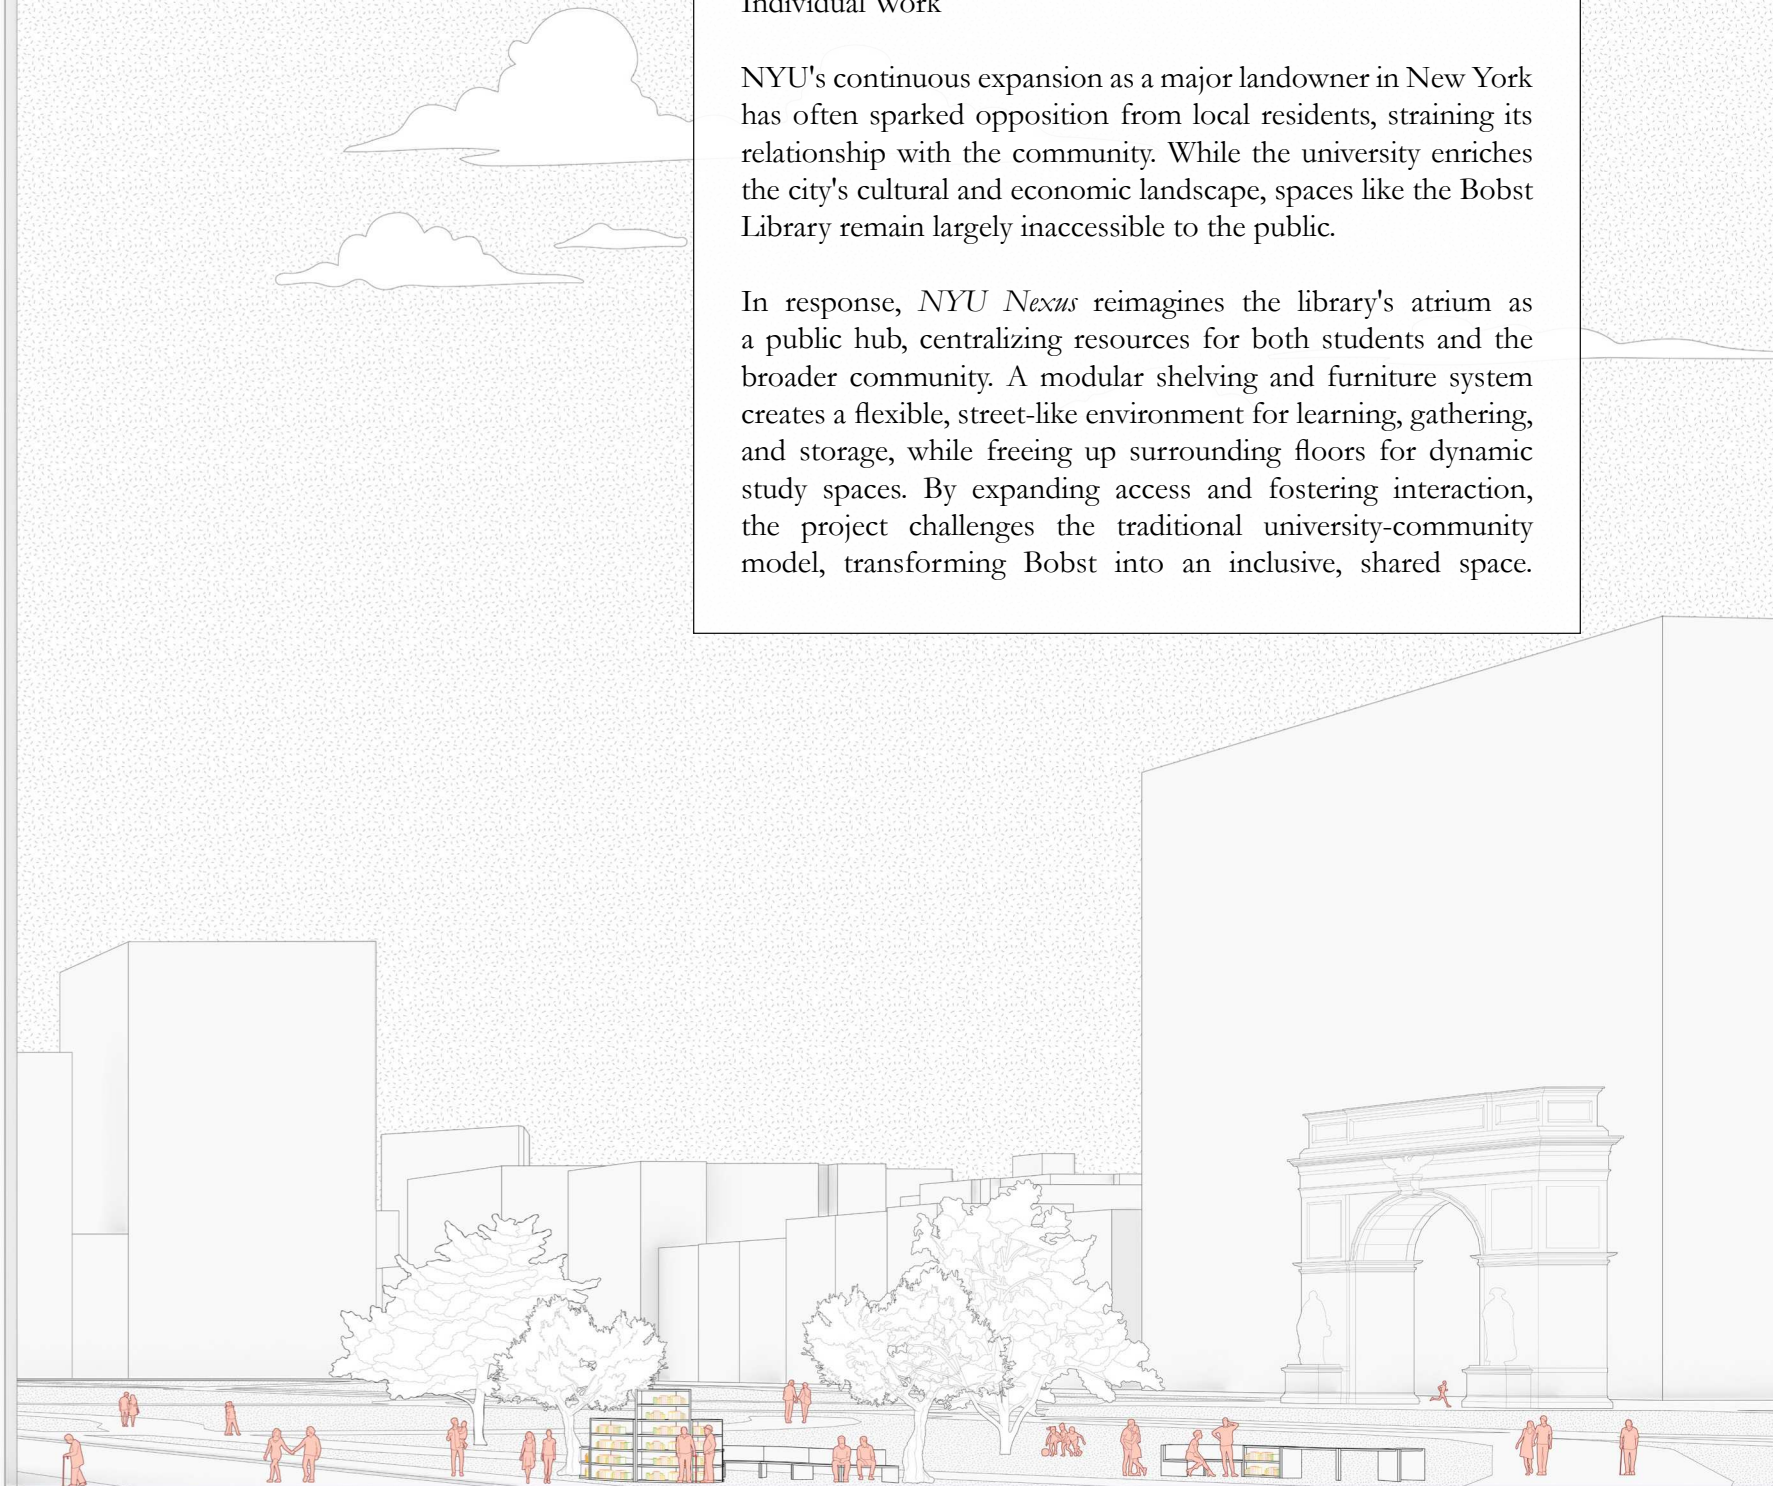 Individual Work
NYU's continuous expansion as a major landowner in New York
has often sparked opposition from local residents, straining its
relationship with the community. While the university enriches
the city's cultural and economic landscape, spaces like the Bobst
Library remain largely inaccessible to the public.
In response, NYU Nexus reimagines the library's atrium as
a public hub, centralizing resources for both students and the
broader community. A modular shelving and furniture system
creates a flexible, street-like environment for learning, gathering,
and storage, while freeing up surrounding floors for dynamic
study spaces. By expanding access and fostering interaction,
the project challenges the traditional university-community
model, transforming Bobst into an inclusive, shared space.